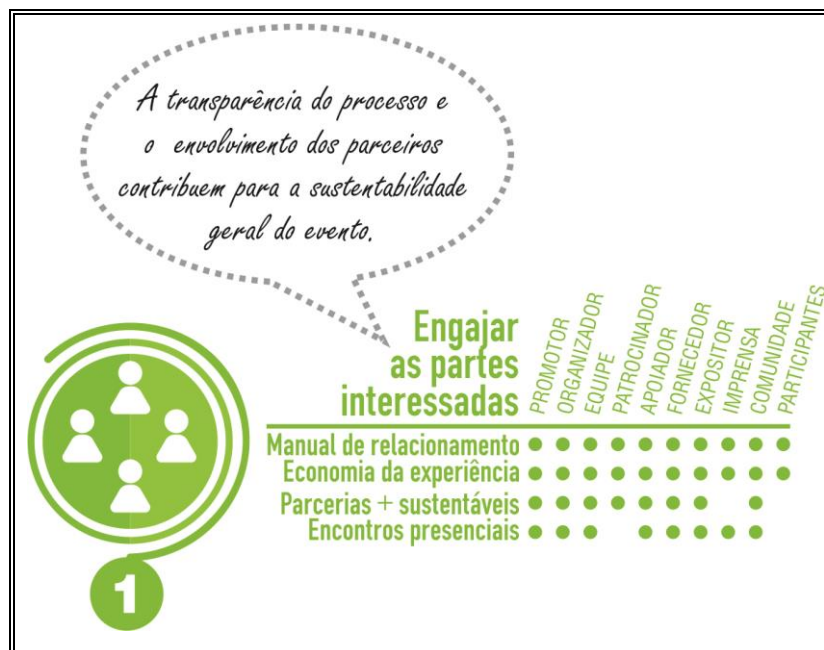 A transparência do processo e
o envolvimento dos parceiros
contribuem para a sustentabilidade
geral do evento.
Engajar
as partes
interessadas
PROMOTOR
ORGANIZADOR
EQUIPE
PATROCINADOR
APOIADOR
FORNECEDOR
EXPOSITOR
IMPRENSA
COMUNIDADE
PARTICIPANTES
Manual de relacionamento
Economia da experiência
Parcerias + sustentáveis
Encontros presenciais
1